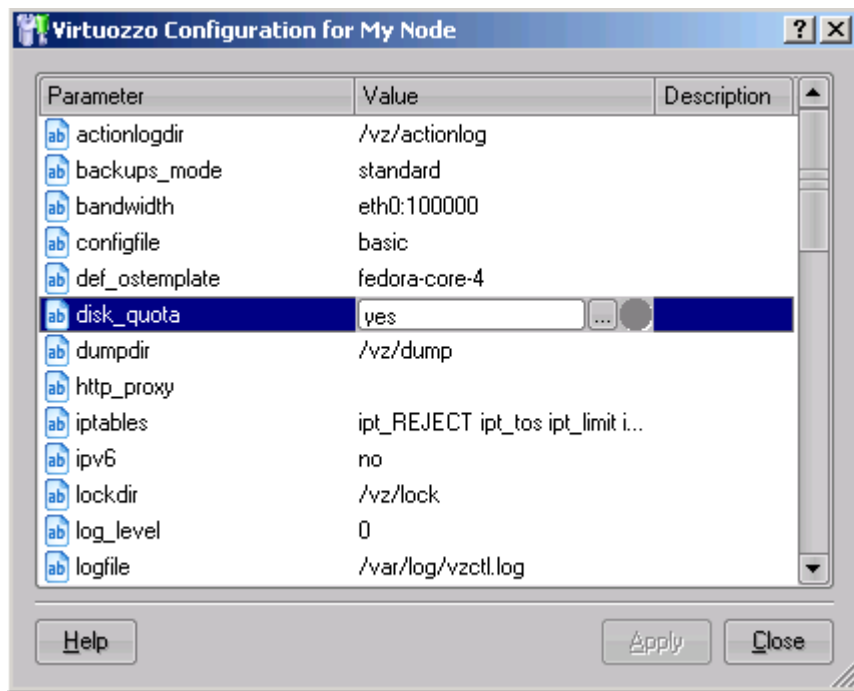 Virtuozzo Configuration for My Node
Parameter Value Description
actionlogdir /vz/actionlog
backups_mode standard
bandwidth eth0:100000
configfile basic
def_ostemplate fedora-core-4
disk_quota yes ...
dumpdir /vz/dump
http_proxy
iptables ipt_REJECT ipt_tos ipt_limit i...
ipv6 no
lockdir /vz/lock
log_level 0
logfile /var/log/vzctl.log
Help Apply Close